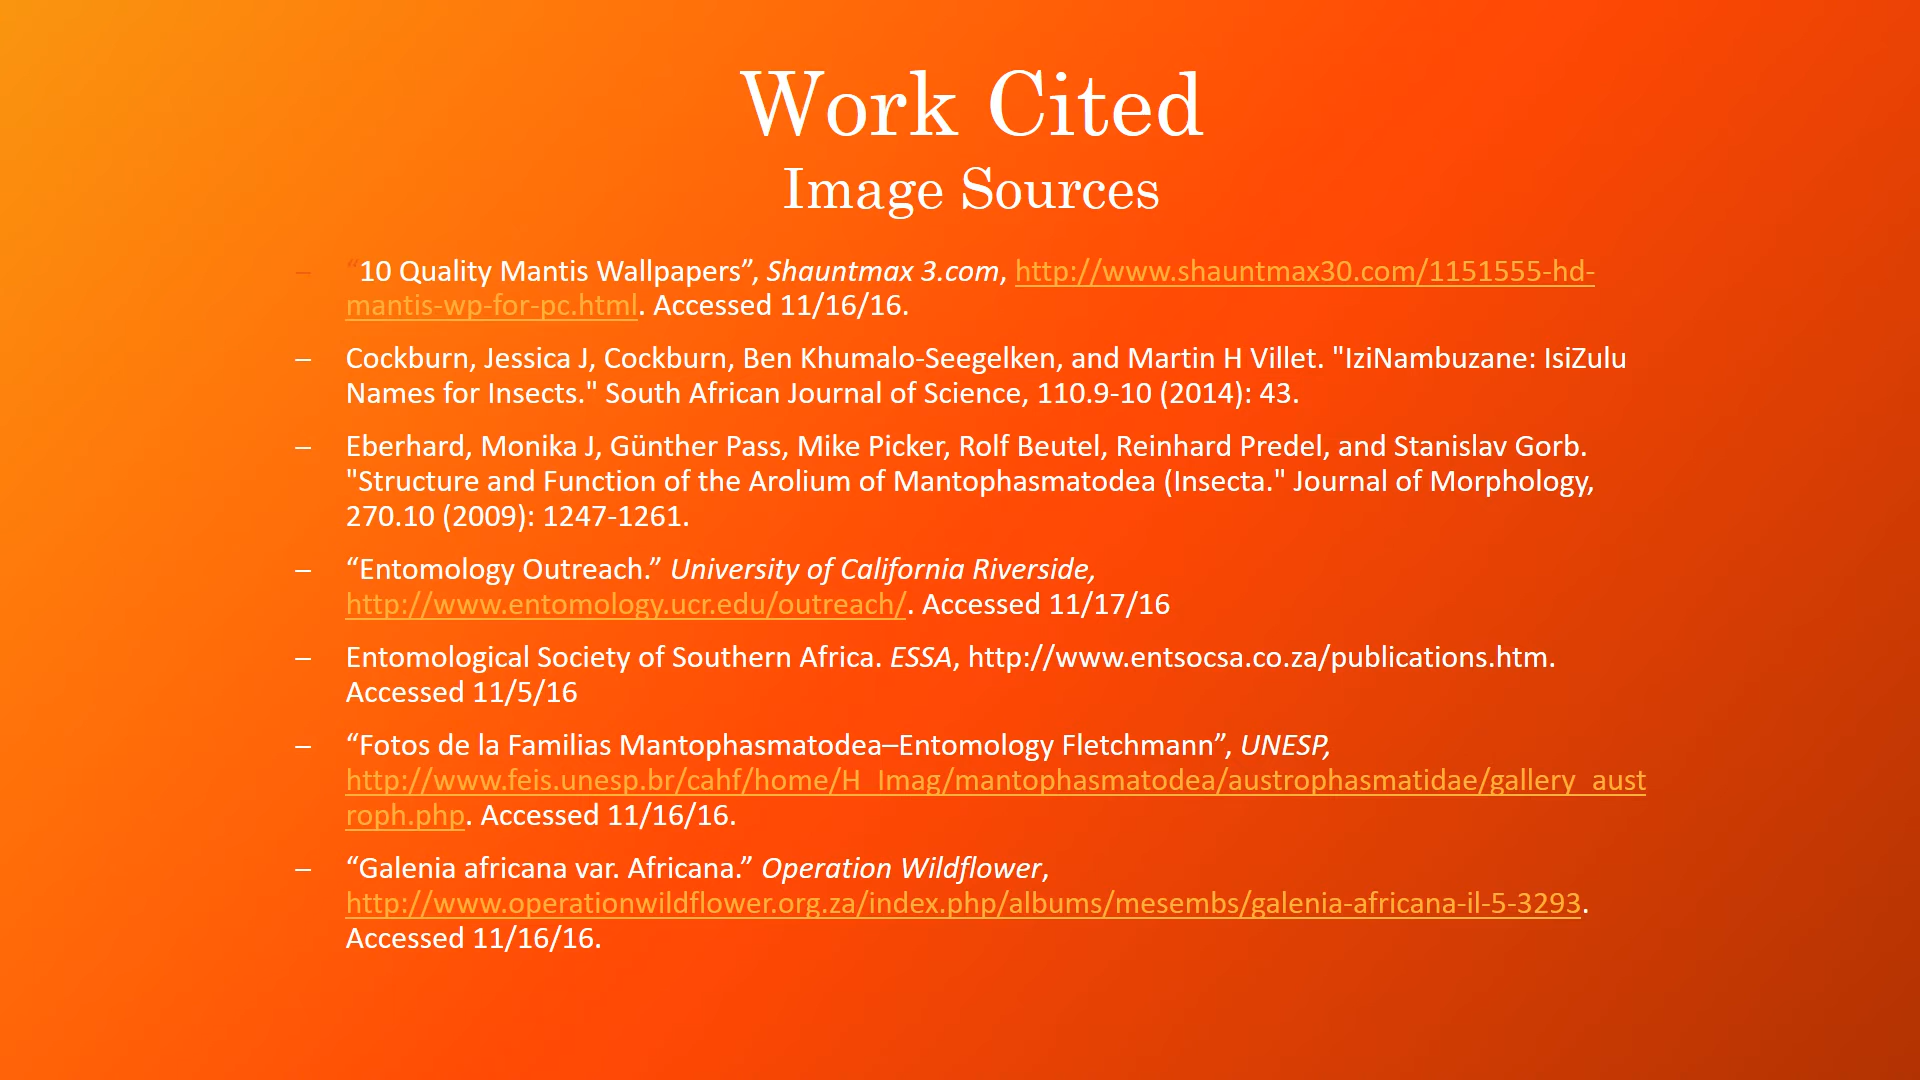 Work Cited
Image Sources
– “10 Quality Mantis Wallpapers”, Shauntmax 3.com, http://www.shauntmax30.com/1151555-hd-
mantis-wp-for-pc.html. Accessed 11/16/16.
– Cockburn, Jessica J, Cockburn, Ben Khumalo-Seegelken, and Martin H Villet. "IziNambuzane: IsiZulu
Names for Insects." South African Journal of Science, 110.9-10 (2014): 43.
– Eberhard, Monika J, Günther Pass, Mike Picker, Rolf Beutel, Reinhard Predel, and Stanislav Gorb.
"Structure and Function of the Arolium of Mantophasmatodea (Insecta." Journal of Morphology,
270.10 (2009): 1247-1261.
– “Entomology Outreach.” University of California Riverside,
http://www.entomology.ucr.edu/outreach/. Accessed 11/17/16
– Entomological Society of Southern Africa. ESSA, http://www.entsocsa.co.za/publications.htm.
Accessed 11/5/16
– “Fotos de la Familias Mantophasmatodea–Entomology Fletchmann”, UNESP,
http://www.feis.unesp.br/cahf/home/H_Imag/mantophasmatodea/austrophasmatidae/gallery_aust
roph.php. Accessed 11/16/16.
– “Galenia africana var. Africana.” Operation Wildflower,
http://www.operationwildflower.org.za/index.php/albums/mesembs/galenia-africana-il-5-3293.
Accessed 11/16/16.